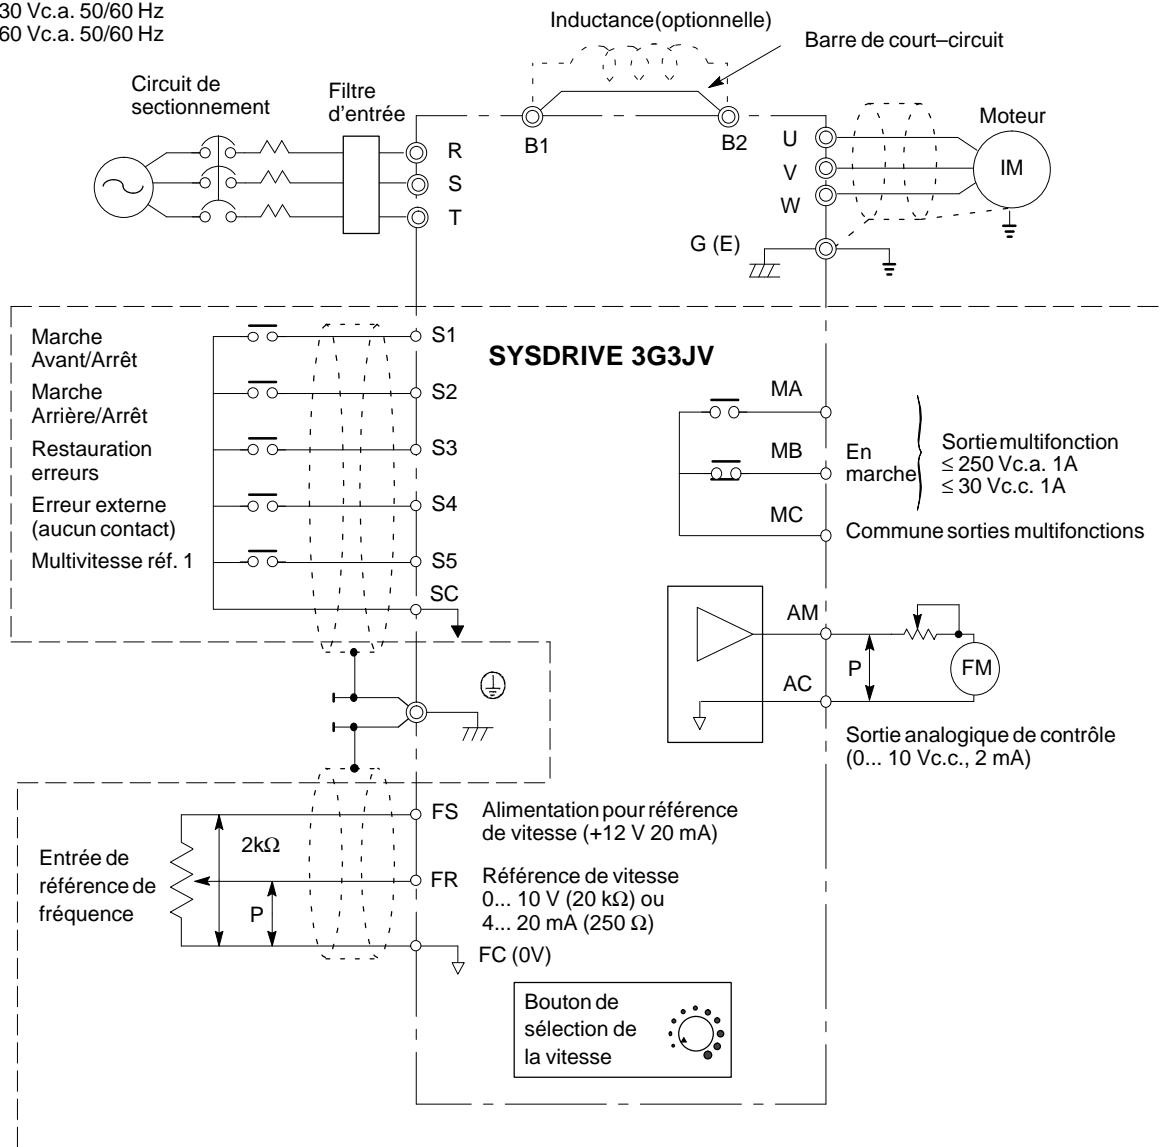 30 Vc.a. 50/60 Hz
60 Vc.a. 50/60 Hz
Inductance (optionnelle)
Barre de court–circuit
Circuit de
sectionnement
Filtre
d'entrée
Moteur
B1
B2
R
S
T
U
V
W
IM
G (E)
SYSDRIVE 3G3JV
Marche
Avant/Arrêt
S1
Marche
Arrière/Arrêt
S2
Restauration
erreurs
S3
Erreur externe
(aucun contact)
S4
Multivitesse réf. 1
S5
SC
MA
MB
MC
En
marche
Sortie multifonction
≤ 250 Vc.a. 1A
≤ 30 Vc.c. 1A
Commune sorties multifonctions
AM
AC
P
FM
Sortie analogique de contrôle
(0... 10 Vc.c., 2 mA)
Entrée de
référence de
fréquence
2kΩ
P
FS
Alimentation pour référence
de vitesse (+12 V 20 mA)
FR
Référence de vitesse
0... 10 V (20 kΩ) ou
4... 20 mA (250 Ω)
FC (0V)
Bouton de
sélection de
la vitesse